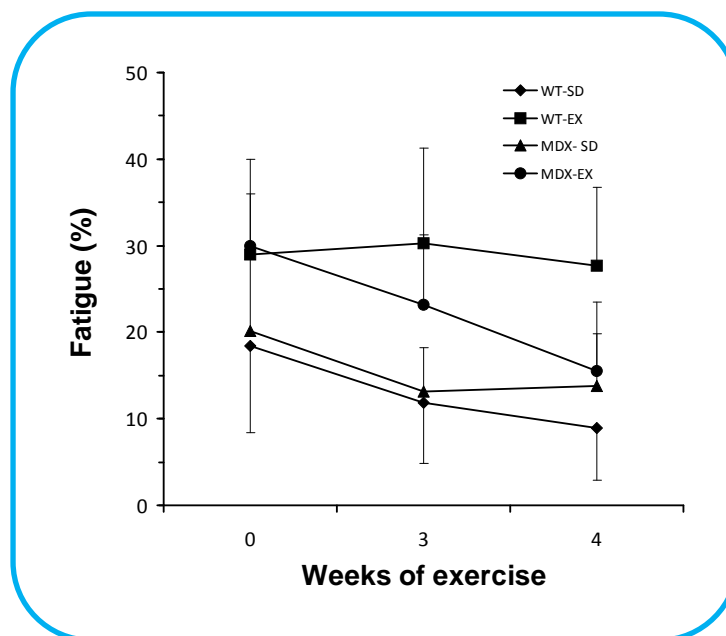 50
40
30
20
10
0
Fatigue (%)
WT-SD
WT-EX
MDX- SD
MDX-EX
0 3 4
Weeks of exercise